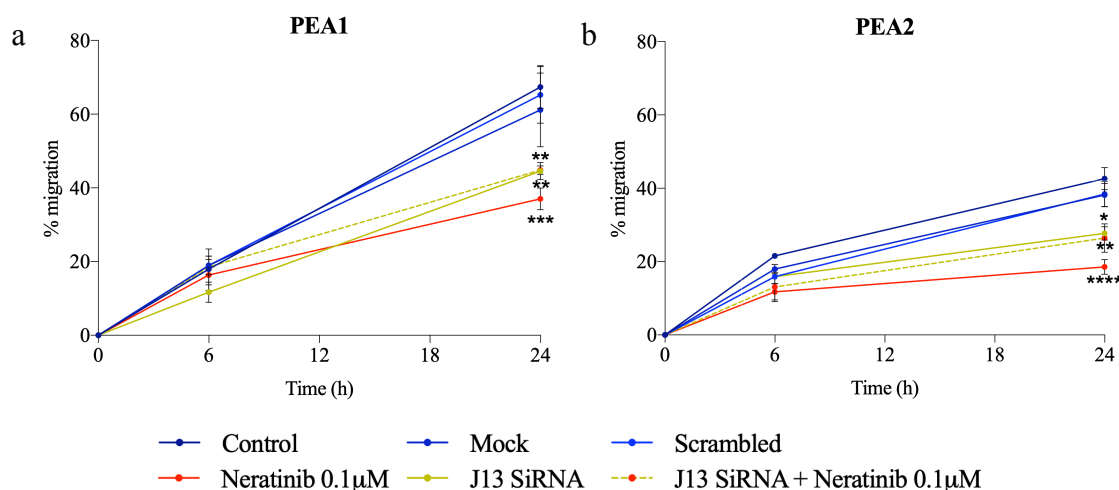 a
PEA1
80
60
40
20
0
% migration
**
**
***
0 6 12 18 24
Time (h)
b
PEA2
80
60
40
20
0
% migration
*
**
****
0 6 12 18 24
Time (h)
Control Mock Scrambled
Neratinib 0.1μM J13 SiRNA J13 SiRNA + Neratinib 0.1μM